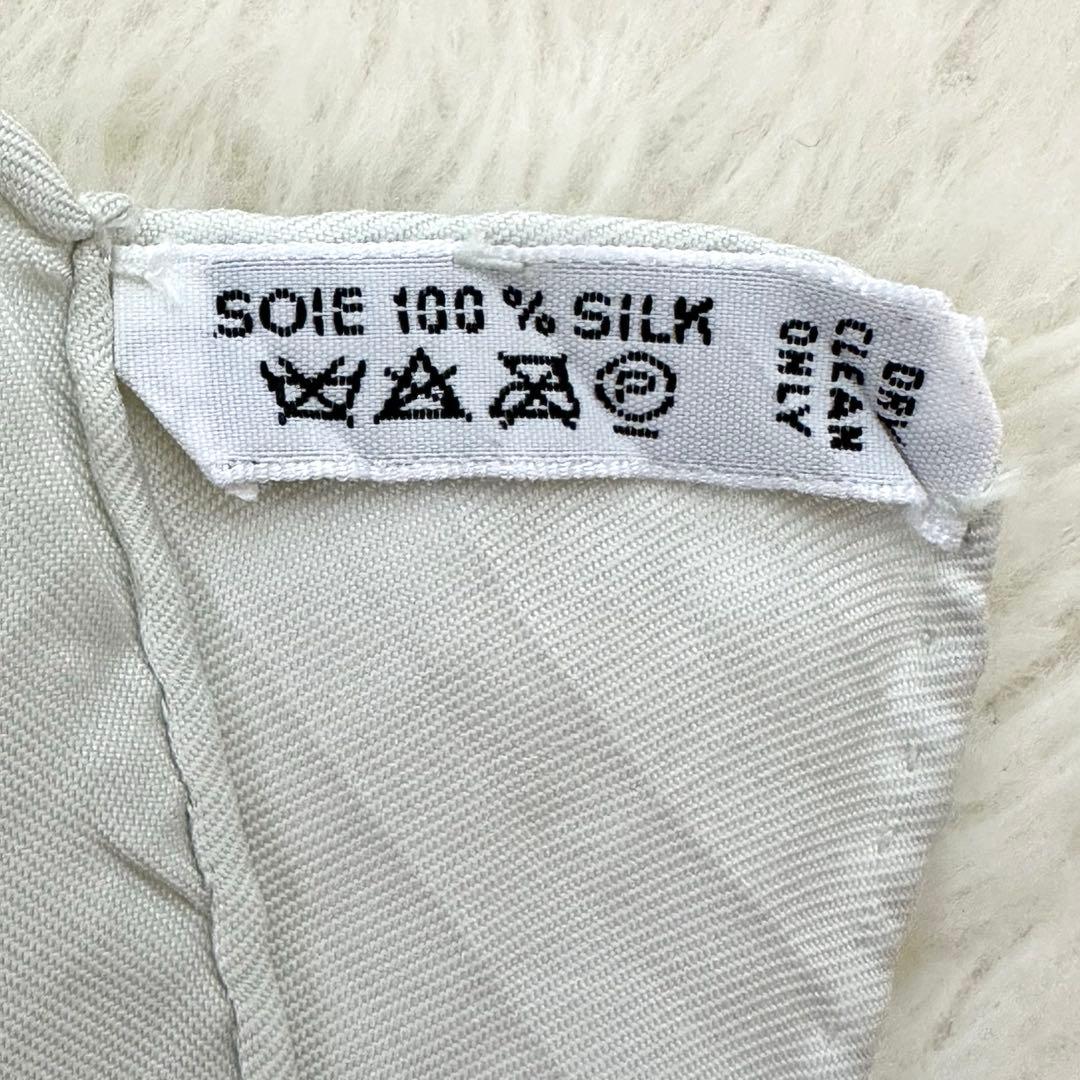 SOIE 100 % SILK
P
DRY
CLEAN
ONLY